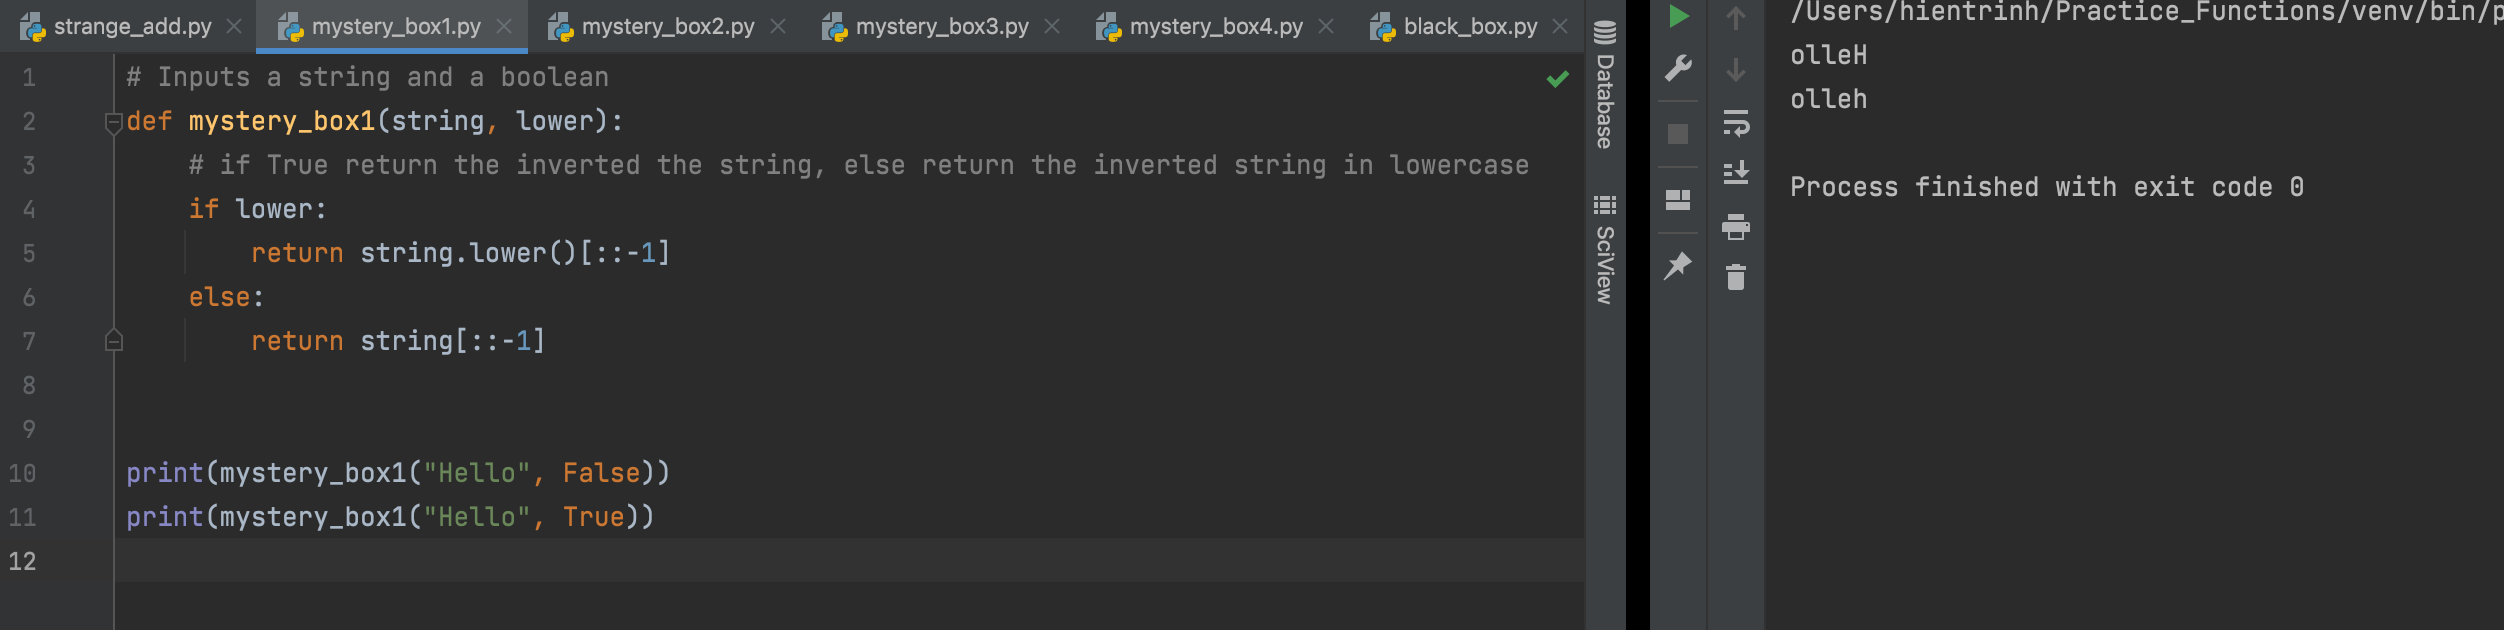 strange_add.py mystery_box1.py mystery_box2.py mystery_box3.py mystery_box4.py black_box.py
1 # Inputs a string and a boolean
2 def mystery_box1(string, lower):
3 # if True return the inverted the string, else return the inverted string in lowercase
4 if lower:
5 return string.lower()[::-1]
6 else:
7 return string[::-1]
8
9
10 print(mystery_box1("Hello", False))
11 print(mystery_box1("Hello", True))
12
Database
SciView
/Users/hientrinh/Practice_Functions/venv/bin/p
olleH
olleh
Process finished with exit code 0